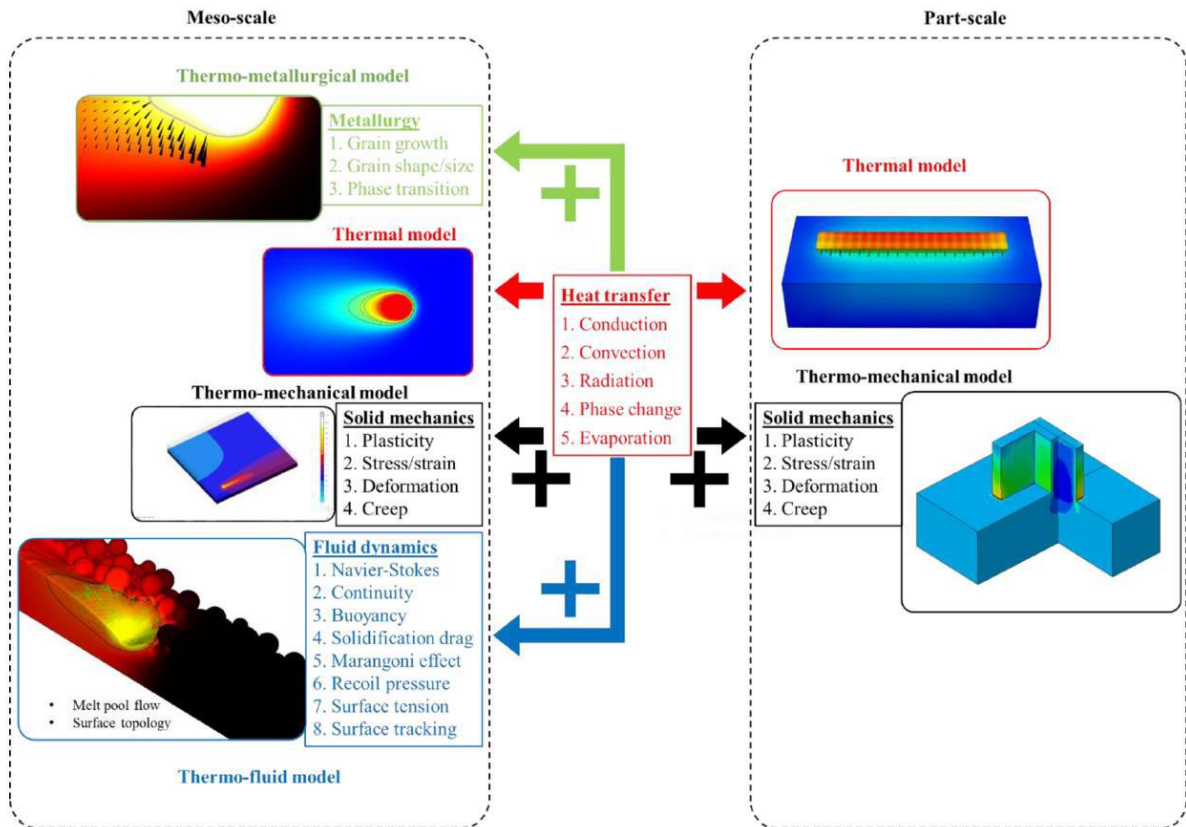 Meso-scale
Part-scale
Thermo-metallurgical model
Metallurgy
1. Grain growth
2. Grain shape/size
3. Phase transition
Thermal model
Thermo-mechanical model
Solid mechanics
1. Plasticity
2. Stress/strain
3. Deformation
4. Creep
Fluid dynamics
1. Navier-Stokes
2. Continuity
3. Buoyancy
4. Solidification drag
5. Marangoni effect
6. Recoil pressure
7. Surface tension
8. Surface tracking
• Melt pool flow
• Surface topology
Thermo-fluid model
Heat transfer
1. Conduction
2. Convection
3. Radiation
4. Phase change
5. Evaporation
Thermal model
Thermo-mechanical model
Solid mechanics
1. Plasticity
2. Stress/strain
3. Deformation
4. Creep